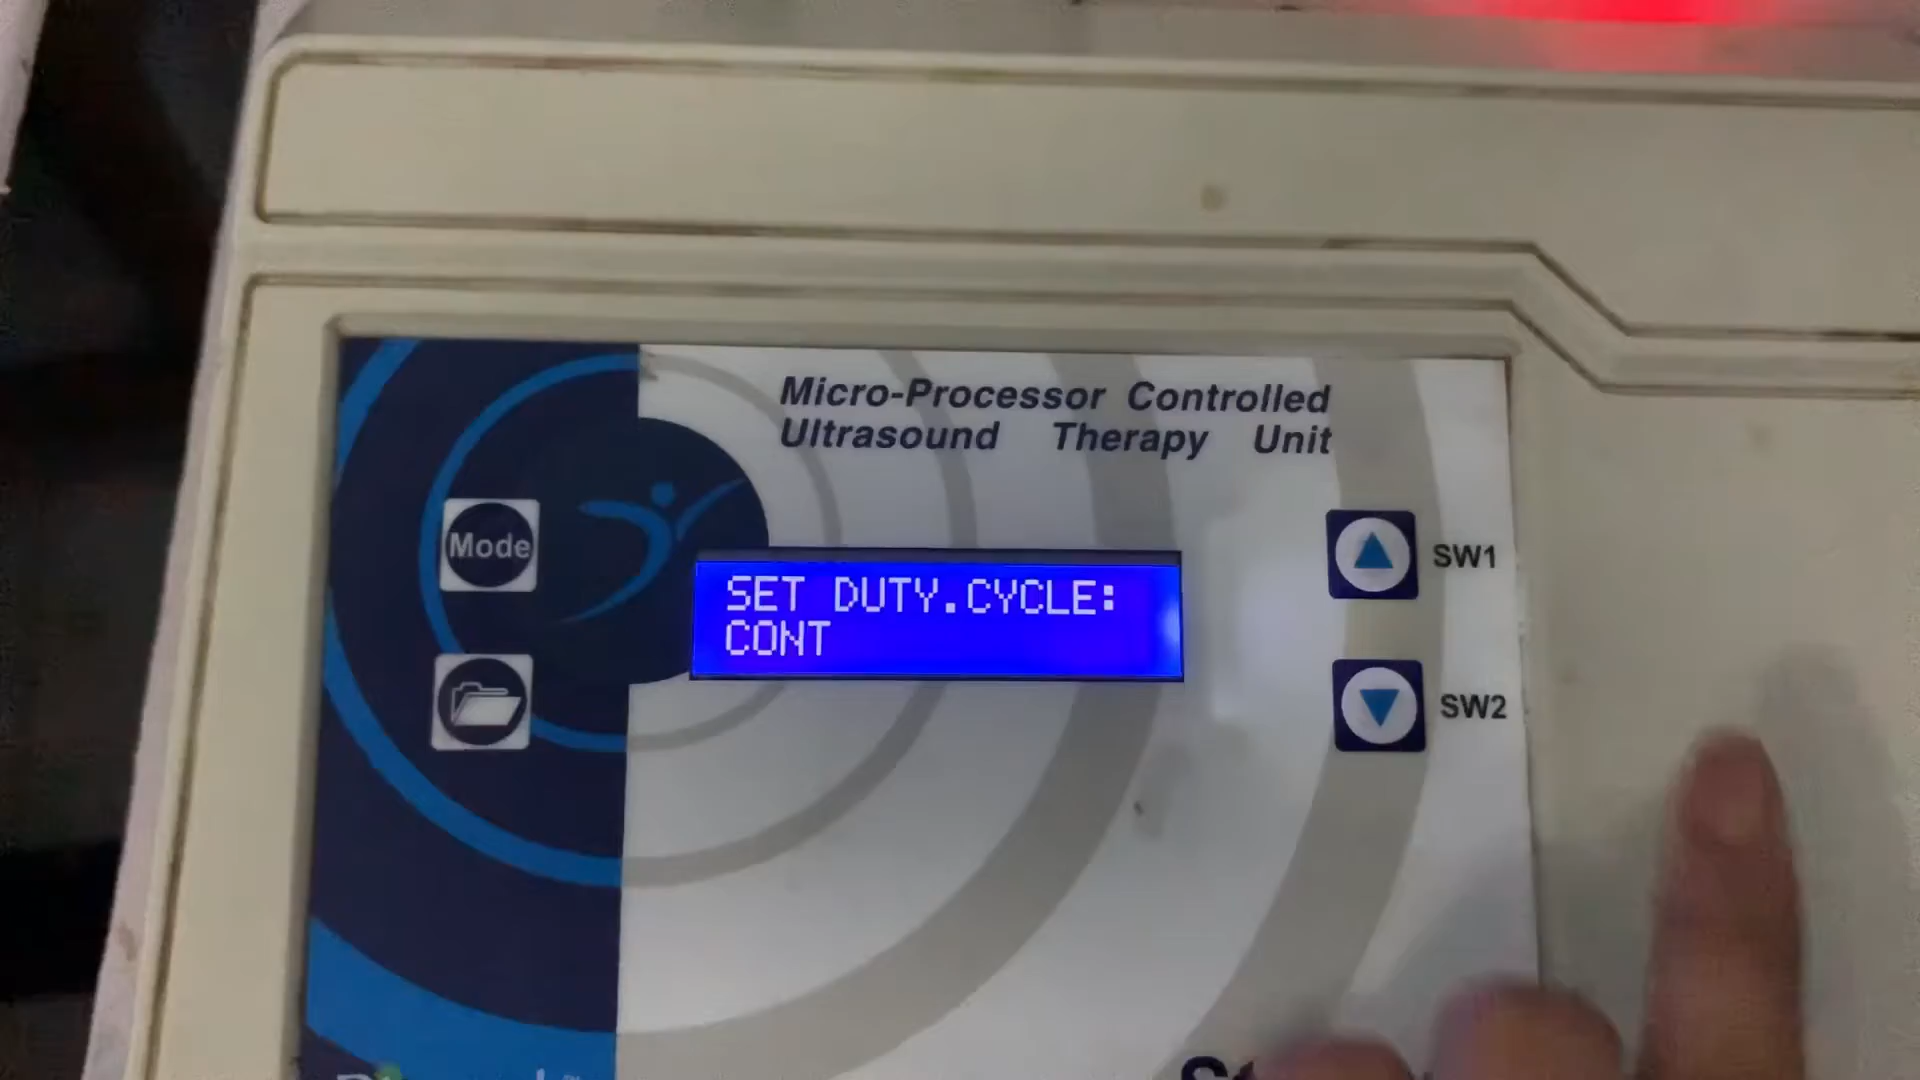 Micro-Processor Controlled
Ultrasound Therapy Unit
Mode
SET DUTY.CYCLE:
CONT
SW1
SW2